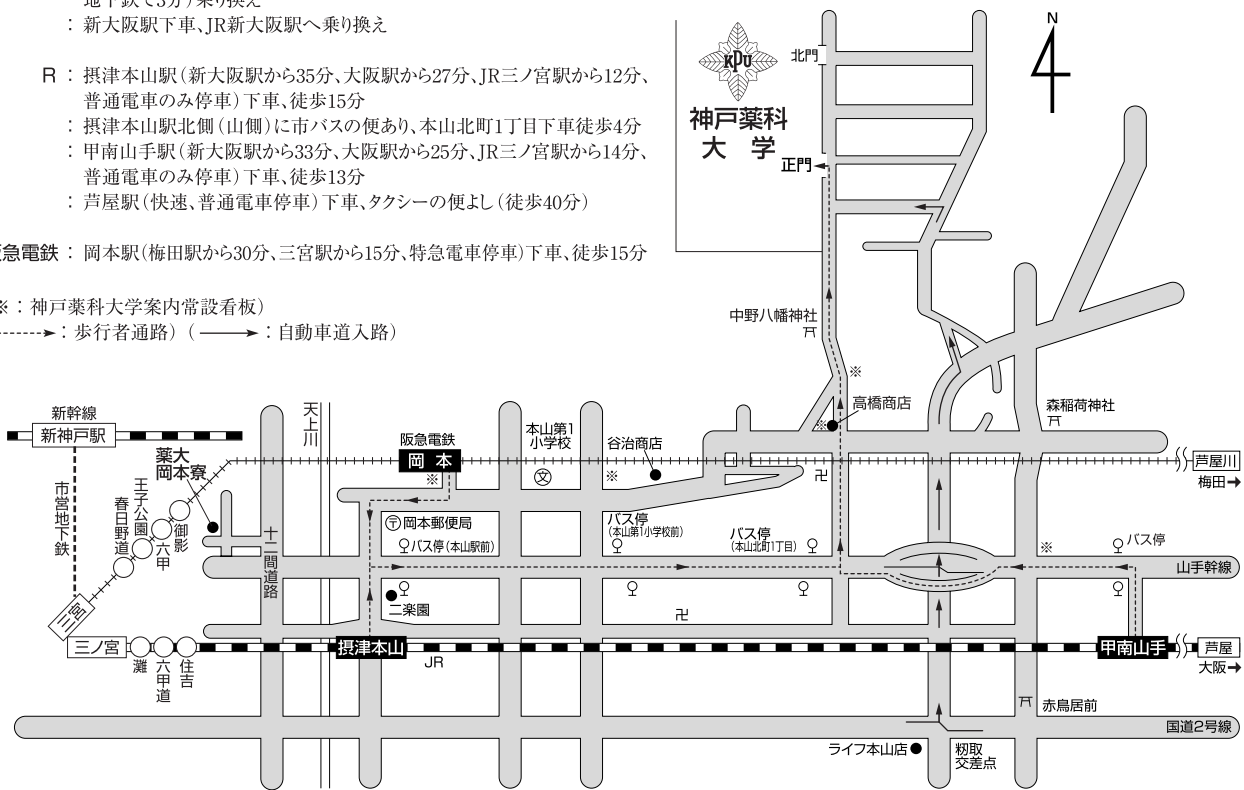 地下鉄で3分)乗り換え
: 新大阪駅下車、JR新大阪駅へ乗り換え
R : 摂津本山駅(新大阪駅から35分、大阪駅から27分、JR三ノ宮駅から12分、
普通電車のみ停車)下車、徒歩15分
: 摂津本山駅北側(山側)に市バスの便あり、本山北町1丁目下車徒歩4分
: 甲南山手駅(新大阪駅から33分、大阪駅から25分、JR三ノ宮駅から14分、
普通電車のみ停車)下車、徒歩13分
: 芦屋駅(快速、普通電車停車)下車、タクシーの便よし(徒歩40分)
急電鉄 : 岡本駅(梅田駅から30分、三宮駅から15分、特急電車停車)下車、徒歩15分
※:神戸薬科大学案内常設看板)
:歩行者通路) ( :自動車道入路)
KPU
神戸薬科
大 学
北門
正門
N
中野八幡神社
※
高橋商店
※
森稲荷神社
新幹線
新神戸駅
天上川
薬大
岡本寮
阪急電鉄
岡 本
※
本山第1
小学校
文
谷治商店
※
卍
芦屋川
梅田
市営地下鉄
春日野道
王子公園
六甲
御影
十二間道路
〒岡本郵便局
バス停(本山駅前)
バス停
(本山第1小学校前)
バス停
(本山北町1丁目)
※
バス停
山手幹線
二楽園
卍
三宮
三ノ宮
灘
六甲道
住吉
摂津本山
JR
甲南山手
芦屋
大阪
赤鳥居前
国道2号線
ライフ本山店
籾取
交差点